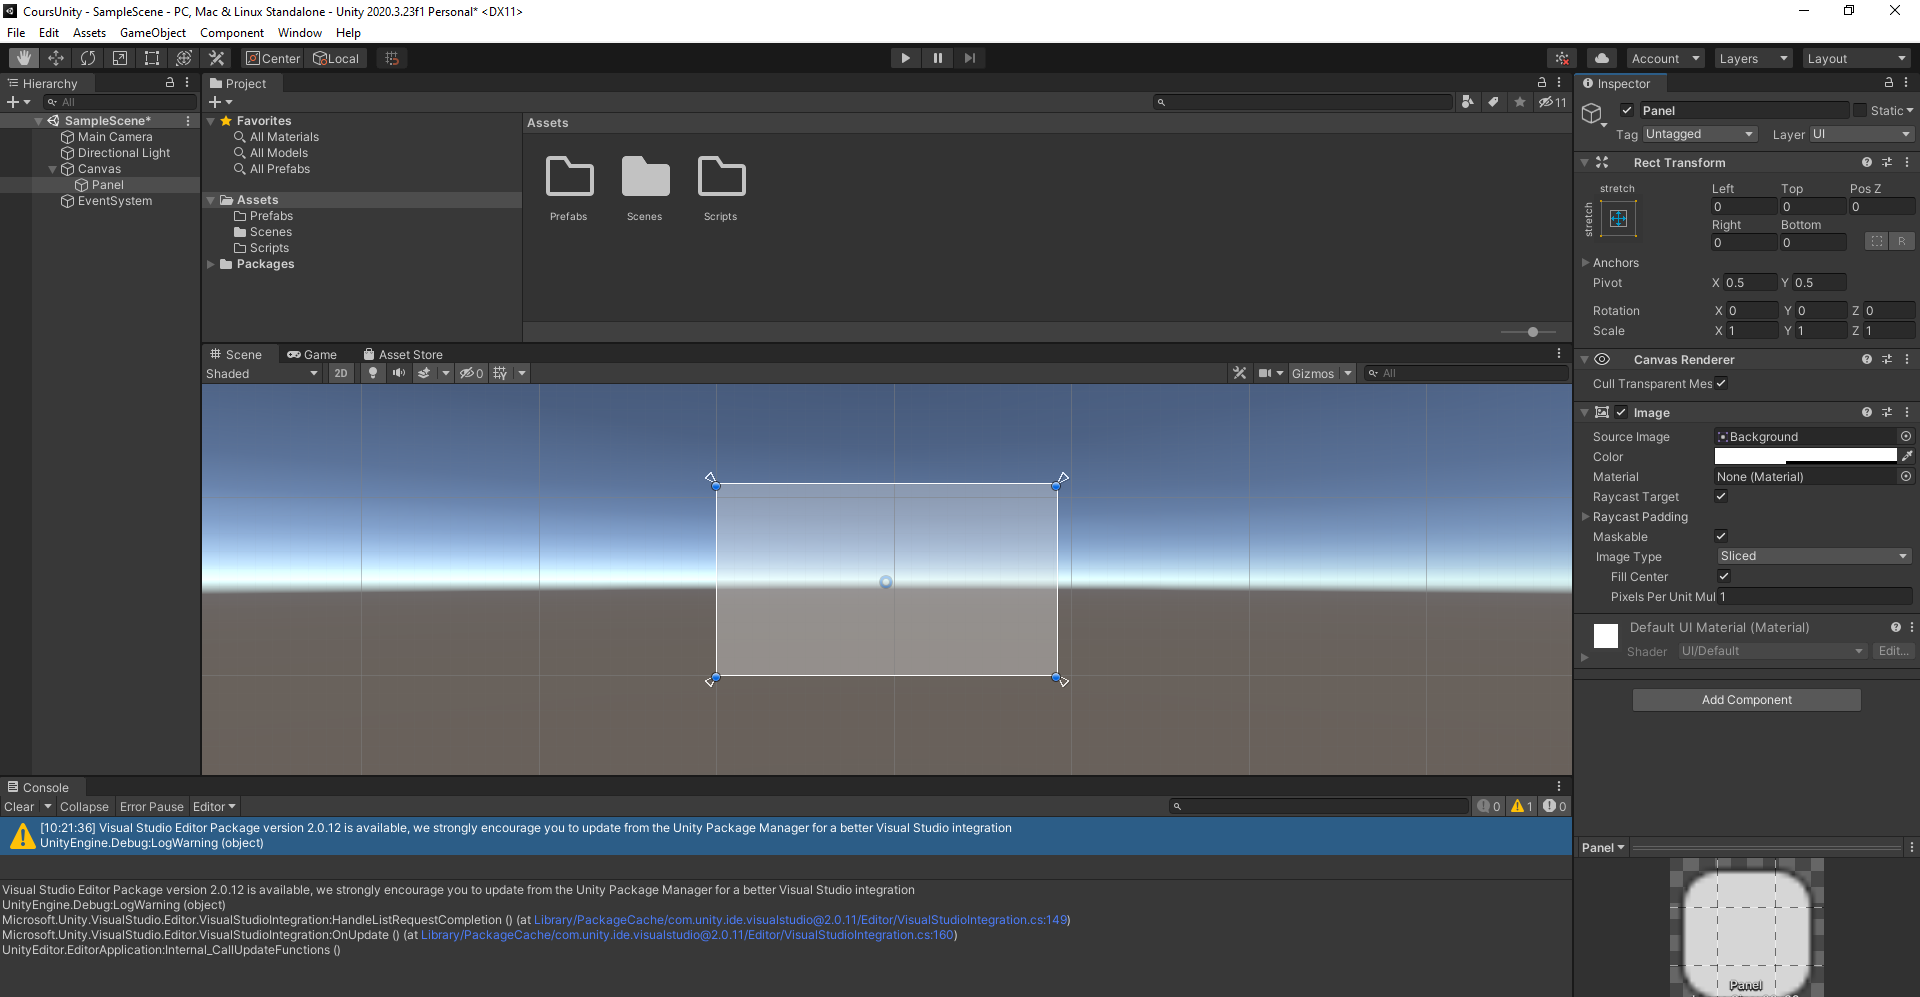 CoursUnity - SampleScene - PC, Mac & Linux Standalone - Unity 2020.3.23f1 Personal* <DX11>
File Edit Assets GameObject Component Window Help
Center Local Account Layers Layout
Hierarchy
All
SampleScene*
Main Camera
Directional Light
Canvas
Panel
EventSystem
Project
11
Favorites
All Materials
All Models
All Prefabs
Assets
Prefabs
Scenes
Scripts
Packages
Assets
Prefabs Scenes Scripts
Scene Game Asset Store
Shaded 2D 0 Gizmos All
Inspector
Panel Static
Tag Untagged Layer UI
Rect Transform
stretch
stretch
Left Top Pos Z
0 0 0
Right Bottom
0 0 R
Anchors
Pivot X 0.5 Y 0.5
Rotation X 0 Y 0 Z 0
Scale X 1 Y 1 Z 1
Canvas Renderer
Cull Transparent Mes
Image
Source Image Background
Color
Material None (Material)
Raycast Target
Raycast Padding
Maskable
Image Type Sliced
Fill Center
Pixels Per Unit Mul 1
Default UI Material (Material)
Shader UI/Default Edit...
Add Component
Panel
Panel
Console
Clear Collapse Error Pause Editor 0 1 0
[10:21:36] Visual Studio Editor Package version 2.0.12 is available, we strongly encourage you to update from the Unity Package Manager for a better Visual Studio integration
UnityEngine.Debug:LogWarning (object)
Visual Studio Editor Package version 2.0.12 is available, we strongly encourage you to update from the Unity Package Manager for a better Visual Studio integration
UnityEngine.Debug:LogWarning (object)
Microsoft.Unity.VisualStudio.Editor.VisualStudioIntegration:HandleListRequestCompletion () (at Library/PackageCache/com.unity.ide.visualstudio@2.0.11/Editor/VisualStudioIntegration.cs:149)
Microsoft.Unity.VisualStudio.Editor.VisualStudioIntegration:OnUpdate () (at Library/PackageCache/com.unity.ide.visualstudio@2.0.11/Editor/VisualStudioIntegration.cs:160)
UnityEditor.EditorApplication:Internal_CallUpdateFunctions ()